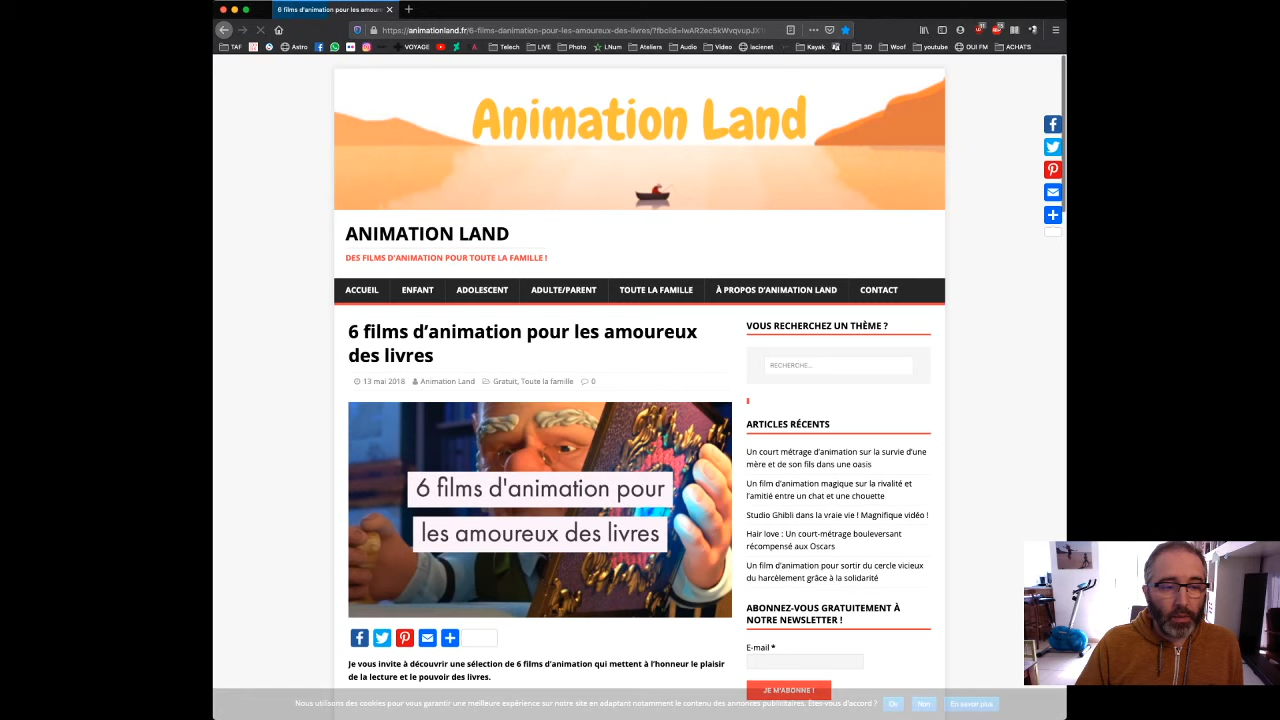 6 films d'animation pour les amour
https://animationland.fr/6-films-danimation-pour-les-amoureux-des-livres/?fbclid=IwAR2ec5kWvqvupJX
TAF
Astro
VOYAGE
Telech
LIVE
Photo
LNum
Ateliers
Audio
Video
lacienet
Kayak
3D
Woof
youtube
OUI FM
ACHATS
Animation Land
ANIMATION LAND
DES FILMS D'ANIMATION POUR TOUTE LA FAMILLE !
ACCUEIL
ENFANT
ADOLESCENT
ADULTE/PARENT
TOUTE LA FAMILLE
À PROPOS D'ANIMATION LAND
CONTACT
6 films d'animation pour les amoureux
des livres
13 mai 2018 Animation Land Gratuit, Toute la famille 0
6 films d'animation pour
les amoureux des livres
Je vous invite à découvrir une sélection de 6 films d'animation qui mettent à l'honneur le plaisir
de la lecture et le pouvoir des livres.
VOUS RECHERCHEZ UN THÈME ?
RECHERCHE...
ARTICLES RÉCENTS
Un court métrage d'animation sur la survie d'une
mère et de son fils dans une oasis
Un film d'animation magique sur la rivalité et
l'amitié entre un chat et une chouette
Studio Ghibli dans la vraie vie ! Magnifique vidéo !
Hair love : Un court-métrage bouleversant
récompensé aux Oscars
Un film d'animation pour sortir du cercle vicieux
du harcèlement grâce à la solidarité
ABONNEZ-VOUS GRATUITEMENT À
NOTRE NEWSLETTER !
E-mail *
JE M'ABONNE !
Nous utilisons des cookies pour vous garantir une meilleure expérience sur notre site en adaptant notamment le contenu des annonces publicitaires. Êtes-vous d'accord ?
Ok
Non
En savoir plus